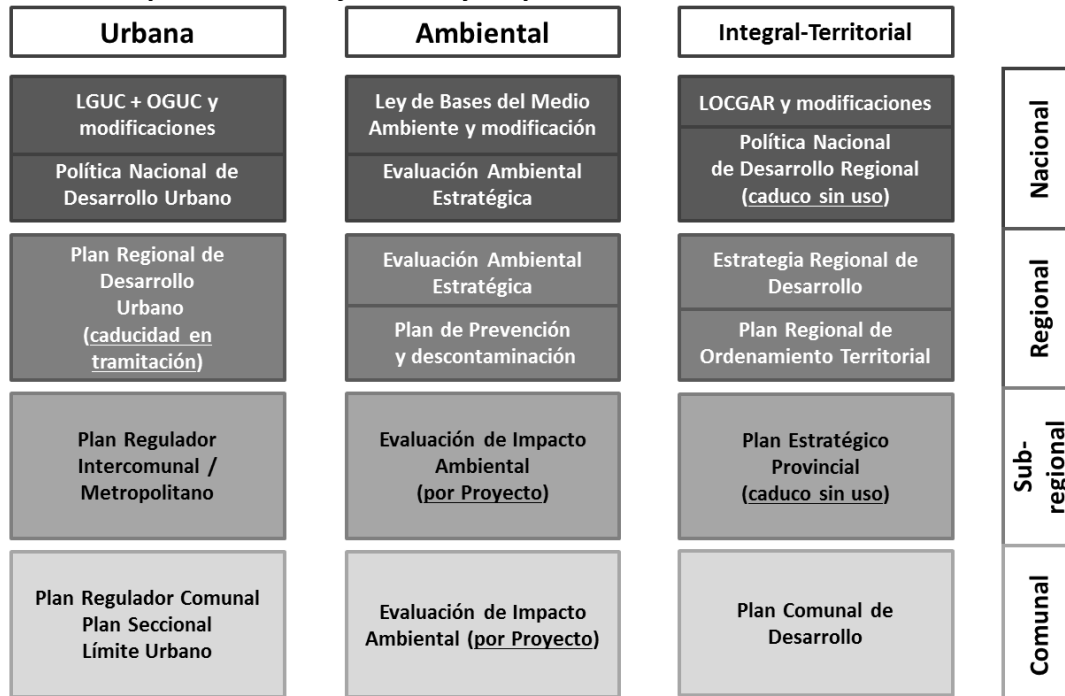 Urbana
Ambiental
Integral-Territorial
LGUC + OGUC y
modificaciones
Ley de Bases del Medio
Ambiente y modificación
LOCGAR y modificaciones
Política Nacional de
Desarrollo Urbano
Evaluación Ambiental
Estratégica
Política Nacional
de Desarrollo Regional
(caduco sin uso)
Nacional
Plan Regional de
Desarrollo
Urbano
(caducidad en
tramitación)
Evaluación Ambiental
Estratégica
Plan de Prevención
y descontaminación
Estrategia Regional de
Desarrollo
Plan Regional de
Ordenamiento Territorial
Regional
Plan Regulador
Intercomunal /
Metropolitano
Evaluación de Impacto
Ambiental
(por Proyecto)
Plan Estratégico
Provincial
(caduco sin uso)
Sub-
regional
Plan Regulador Comunal
Plan Seccional
Límite Urbano
Evaluación de Impacto
Ambiental (por Proyecto)
Plan Comunal de
Desarrollo
Comunal